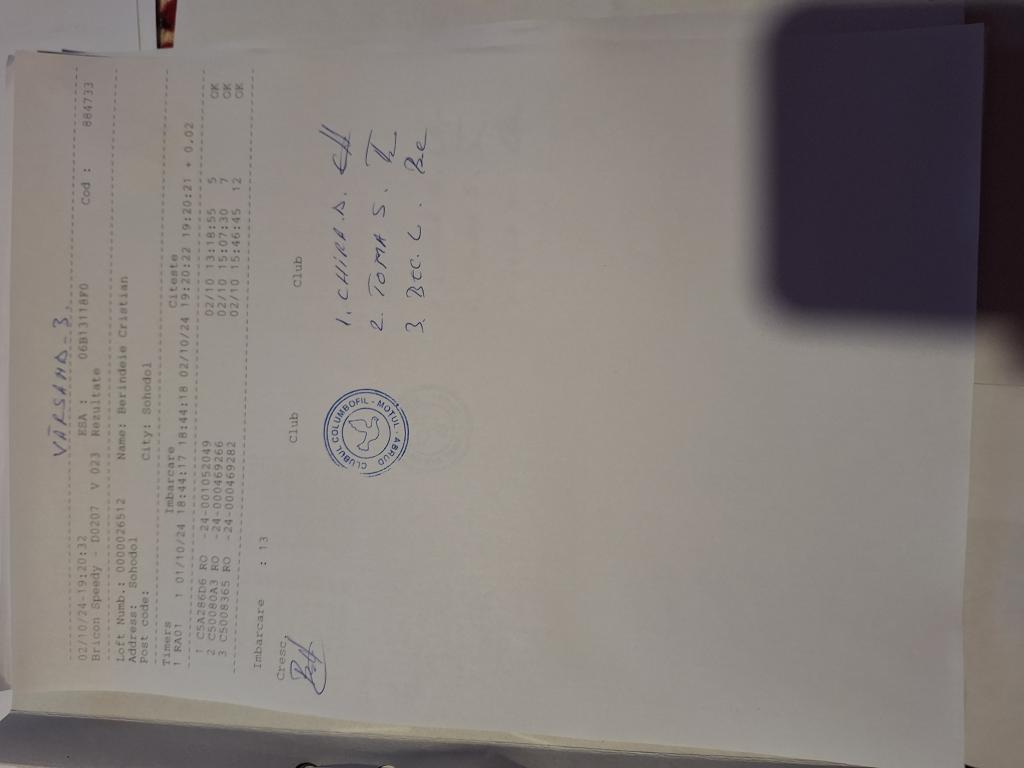 VÂRSAND-3.
02/10/24-19:20:32 ESA : 06B13118F0
Bricon Speedy - D0207 V 023 Rezultate Cod : 884733
Loft Numb.: 0000026512 Name: Berindeie Cristian
Address: Sohodol
Post code: City: Sohodol
Timers Imbarcare Citeste
1 RA01 1 01/10/24 18:44:17 18:44:18 02/10/24 19:20:22 19:20:21 + 0.02
1 C5A286D6 RO -24-001052049 02/10 13:18:55 5 OK
2 C50080A3 RO -24-000469266 02/10 15:07:30 7 OK
3 C5008365 RO -24-000469282 02/10 15:46:45 12 OK
Imbarcare : 13
Cresc Club Club
1. CHIRA D.
2. TOMA S.
3.
CLUBUL COLUMBOFIL - MOTUL - ABRUD